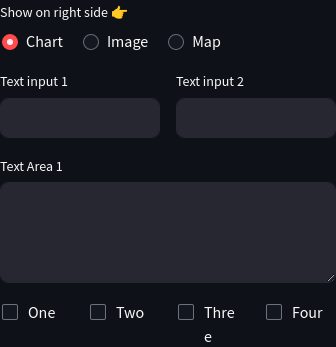 Show on right side 👉
Chart Image Map
Text input 1 Text input 2
Text Area 1
One Two Thre Four
e